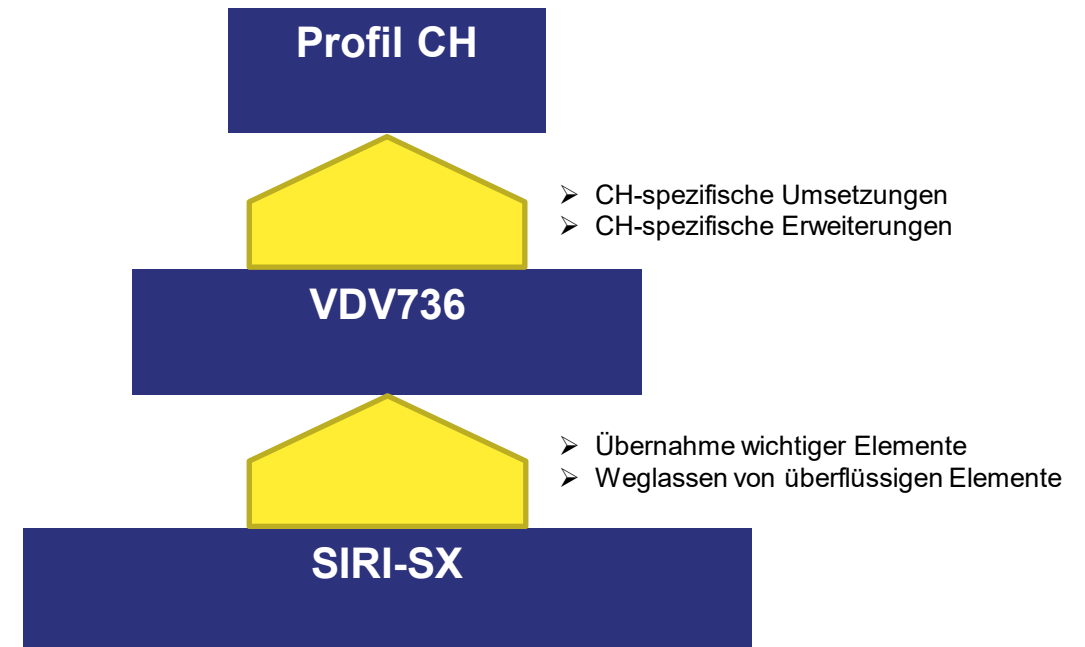 Profil CH
➢ CH-spezifische Umsetzungen
➢ CH-spezifische Erweiterungen
VDV736
➢ Übernahme wichtiger Elemente
➢ Weglassen von überflüssigen Elemente
SIRI-SX